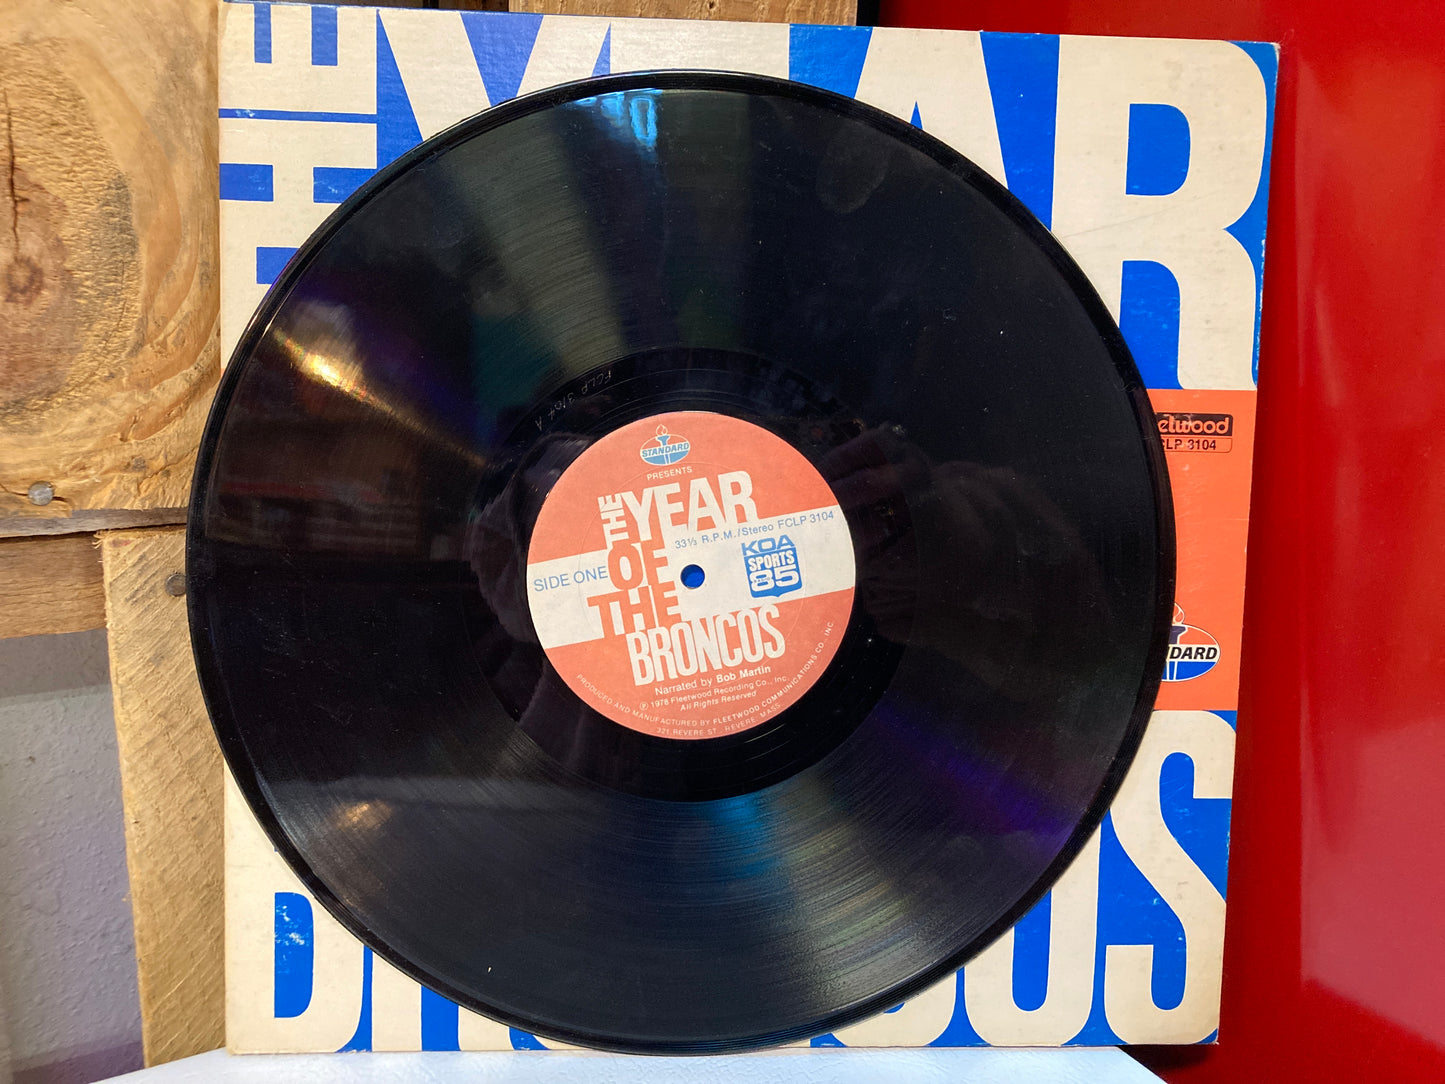 THE
YEAR
etwood
CLP 3104
DARD
FCLP 3104 A
STANDARD
PRESENTS
THE YEAR
OF
THE
BRONCOS
33⅓ R.P.M./Stereo FCLP 3104
SIDE ONE
KOA
SPORTS
85
Narrated by Bob Martin
℗ 1978 Fleetwood Recording Co., Inc.
All Rights Reserved
PRODUCED AND MANUFACTURED BY FLEETWOOD COMMUNICATIONS CO., INC.
321 REVERE ST., REVERE, MASS.